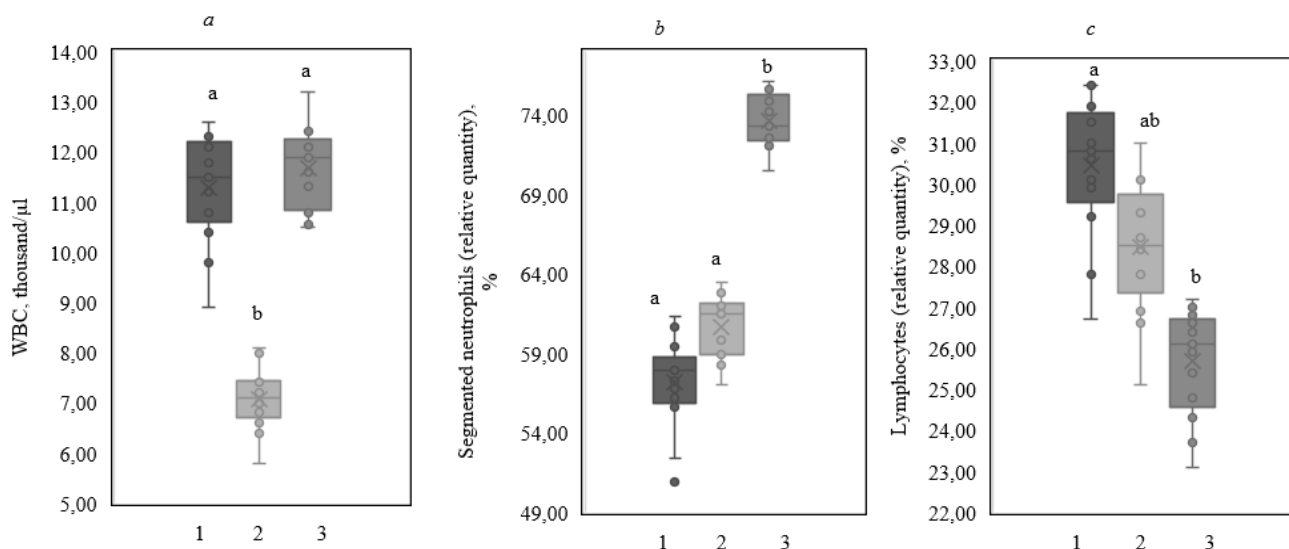 a
14,00
13,00
12,00
11,00
10,00
9,00
8,00
7,00
6,00
5,00
WBC, thousand/µl
a
b
a
1 2 3
b
74,00
69,00
64,00
59,00
54,00
49,00
Segmented neutrophils (relative quantity),
%
a
a
b
1 2 3
c
33,00
32,00
31,00
30,00
29,00
28,00
27,00
26,00
25,00
24,00
23,00
22,00
Lymphocytes (relative quantity), %
a
ab
b
1 2 3